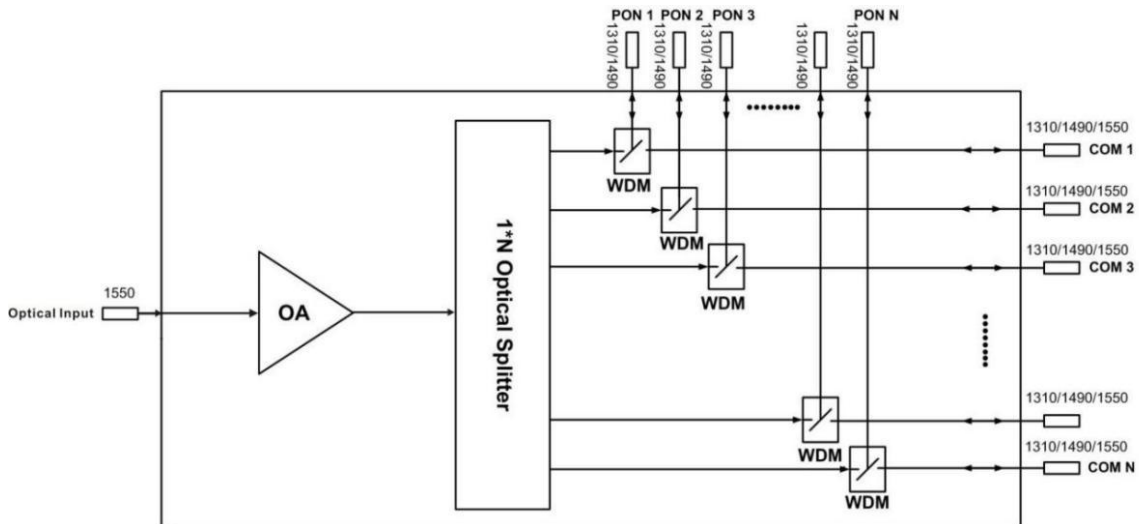 PON 1 PON 2 PON 3 PON N
1310/1490
1310/1490
1310/1490
1310/1490
1310/1490
1310/1490/1550
COM 1
WDM
1310/1490/1550
COM 2
WDM
1310/1490/1550
COM 3
WDM
1*N Optical Splitter
1550
Optical Input
OA
1310/1490/1550
WDM
1310/1490/1550
COM N
WDM